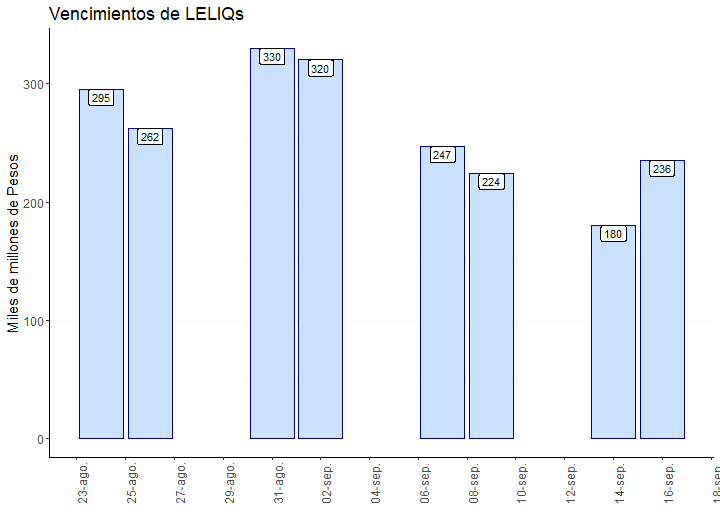 Vencimientos de LELIQs
Miles de millones de Pesos
300
200
100
0
295
262
330
320
247
224
180
236
23-ago.
25-ago.
27-ago.
29-ago.
31-ago.
02-sep.
04-sep.
06-sep.
08-sep.
10-sep.
12-sep.
14-sep.
16-sep.
18-sep.